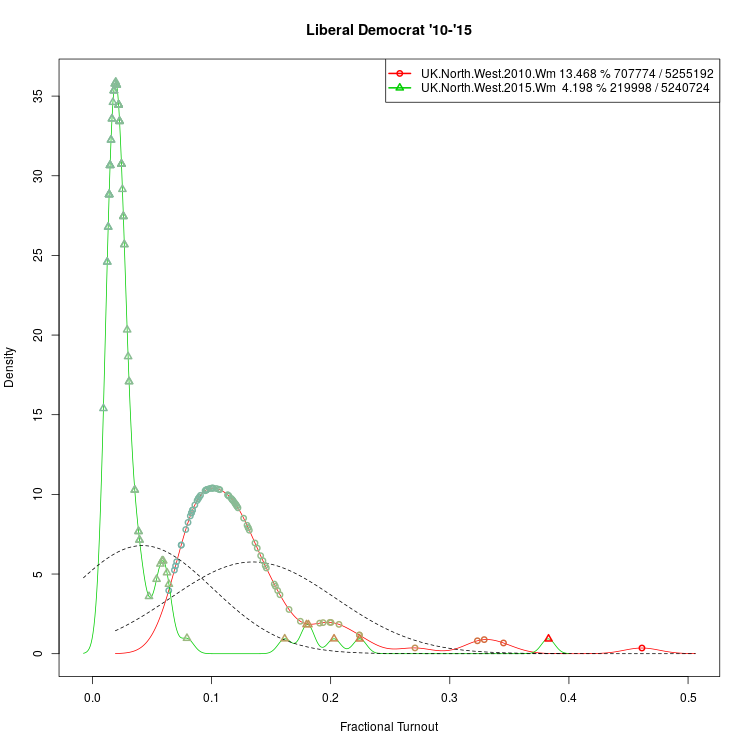 Liberal Democrat '10-'15
UK.North.West.2010.Wm 13.468 % 707774 / 5255192
UK.North.West.2015.Wm 4.198 % 219998 / 5240724
Density
35
30
25
20
15
10
5
0
0.0 0.1 0.2 0.3 0.4 0.5
Fractional Turnout